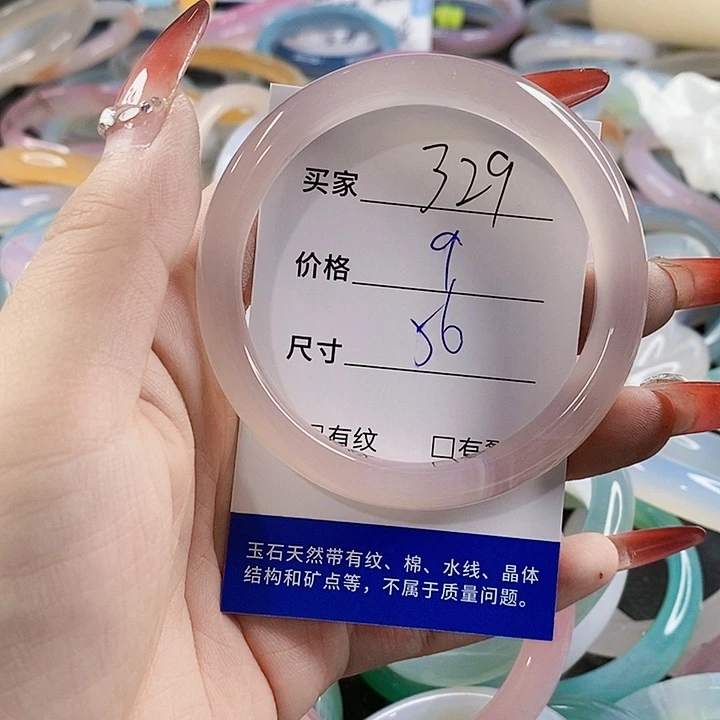 买家 329
价格 9
尺寸 56
有纹 □有
玉石天然带有纹、棉、水线、晶体
结构和矿点等，不属于质量问题。